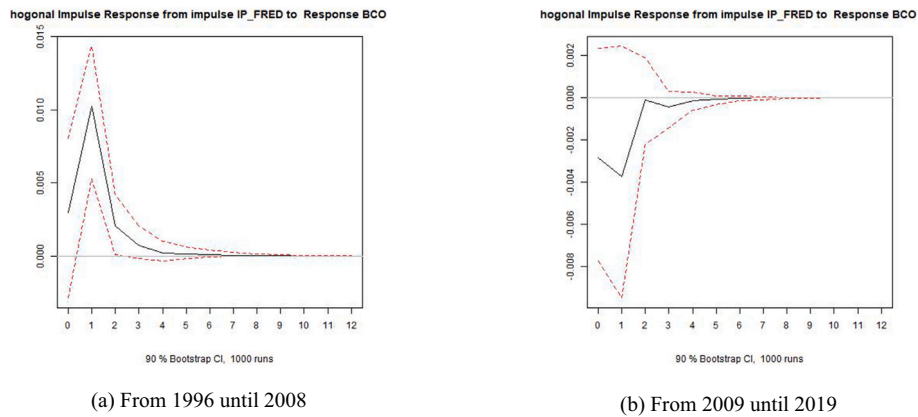 hogonal Impulse Response from impulse IP_FRED to Response BCO
0.015
0.010
0.005
0.000
0 1 2 3 4 5 6 7 8 9 10 11 12
90 % Bootstrap CI, 1000 runs
(a) From 1996 until 2008
hogonal Impulse Response from impulse IP_FRED to Response BCO
0.002
0.000
-0.002
-0.004
-0.006
-0.008
0 1 2 3 4 5 6 7 8 9 10 11 12
90 % Bootstrap CI, 1000 runs
(b) From 2009 until 2019